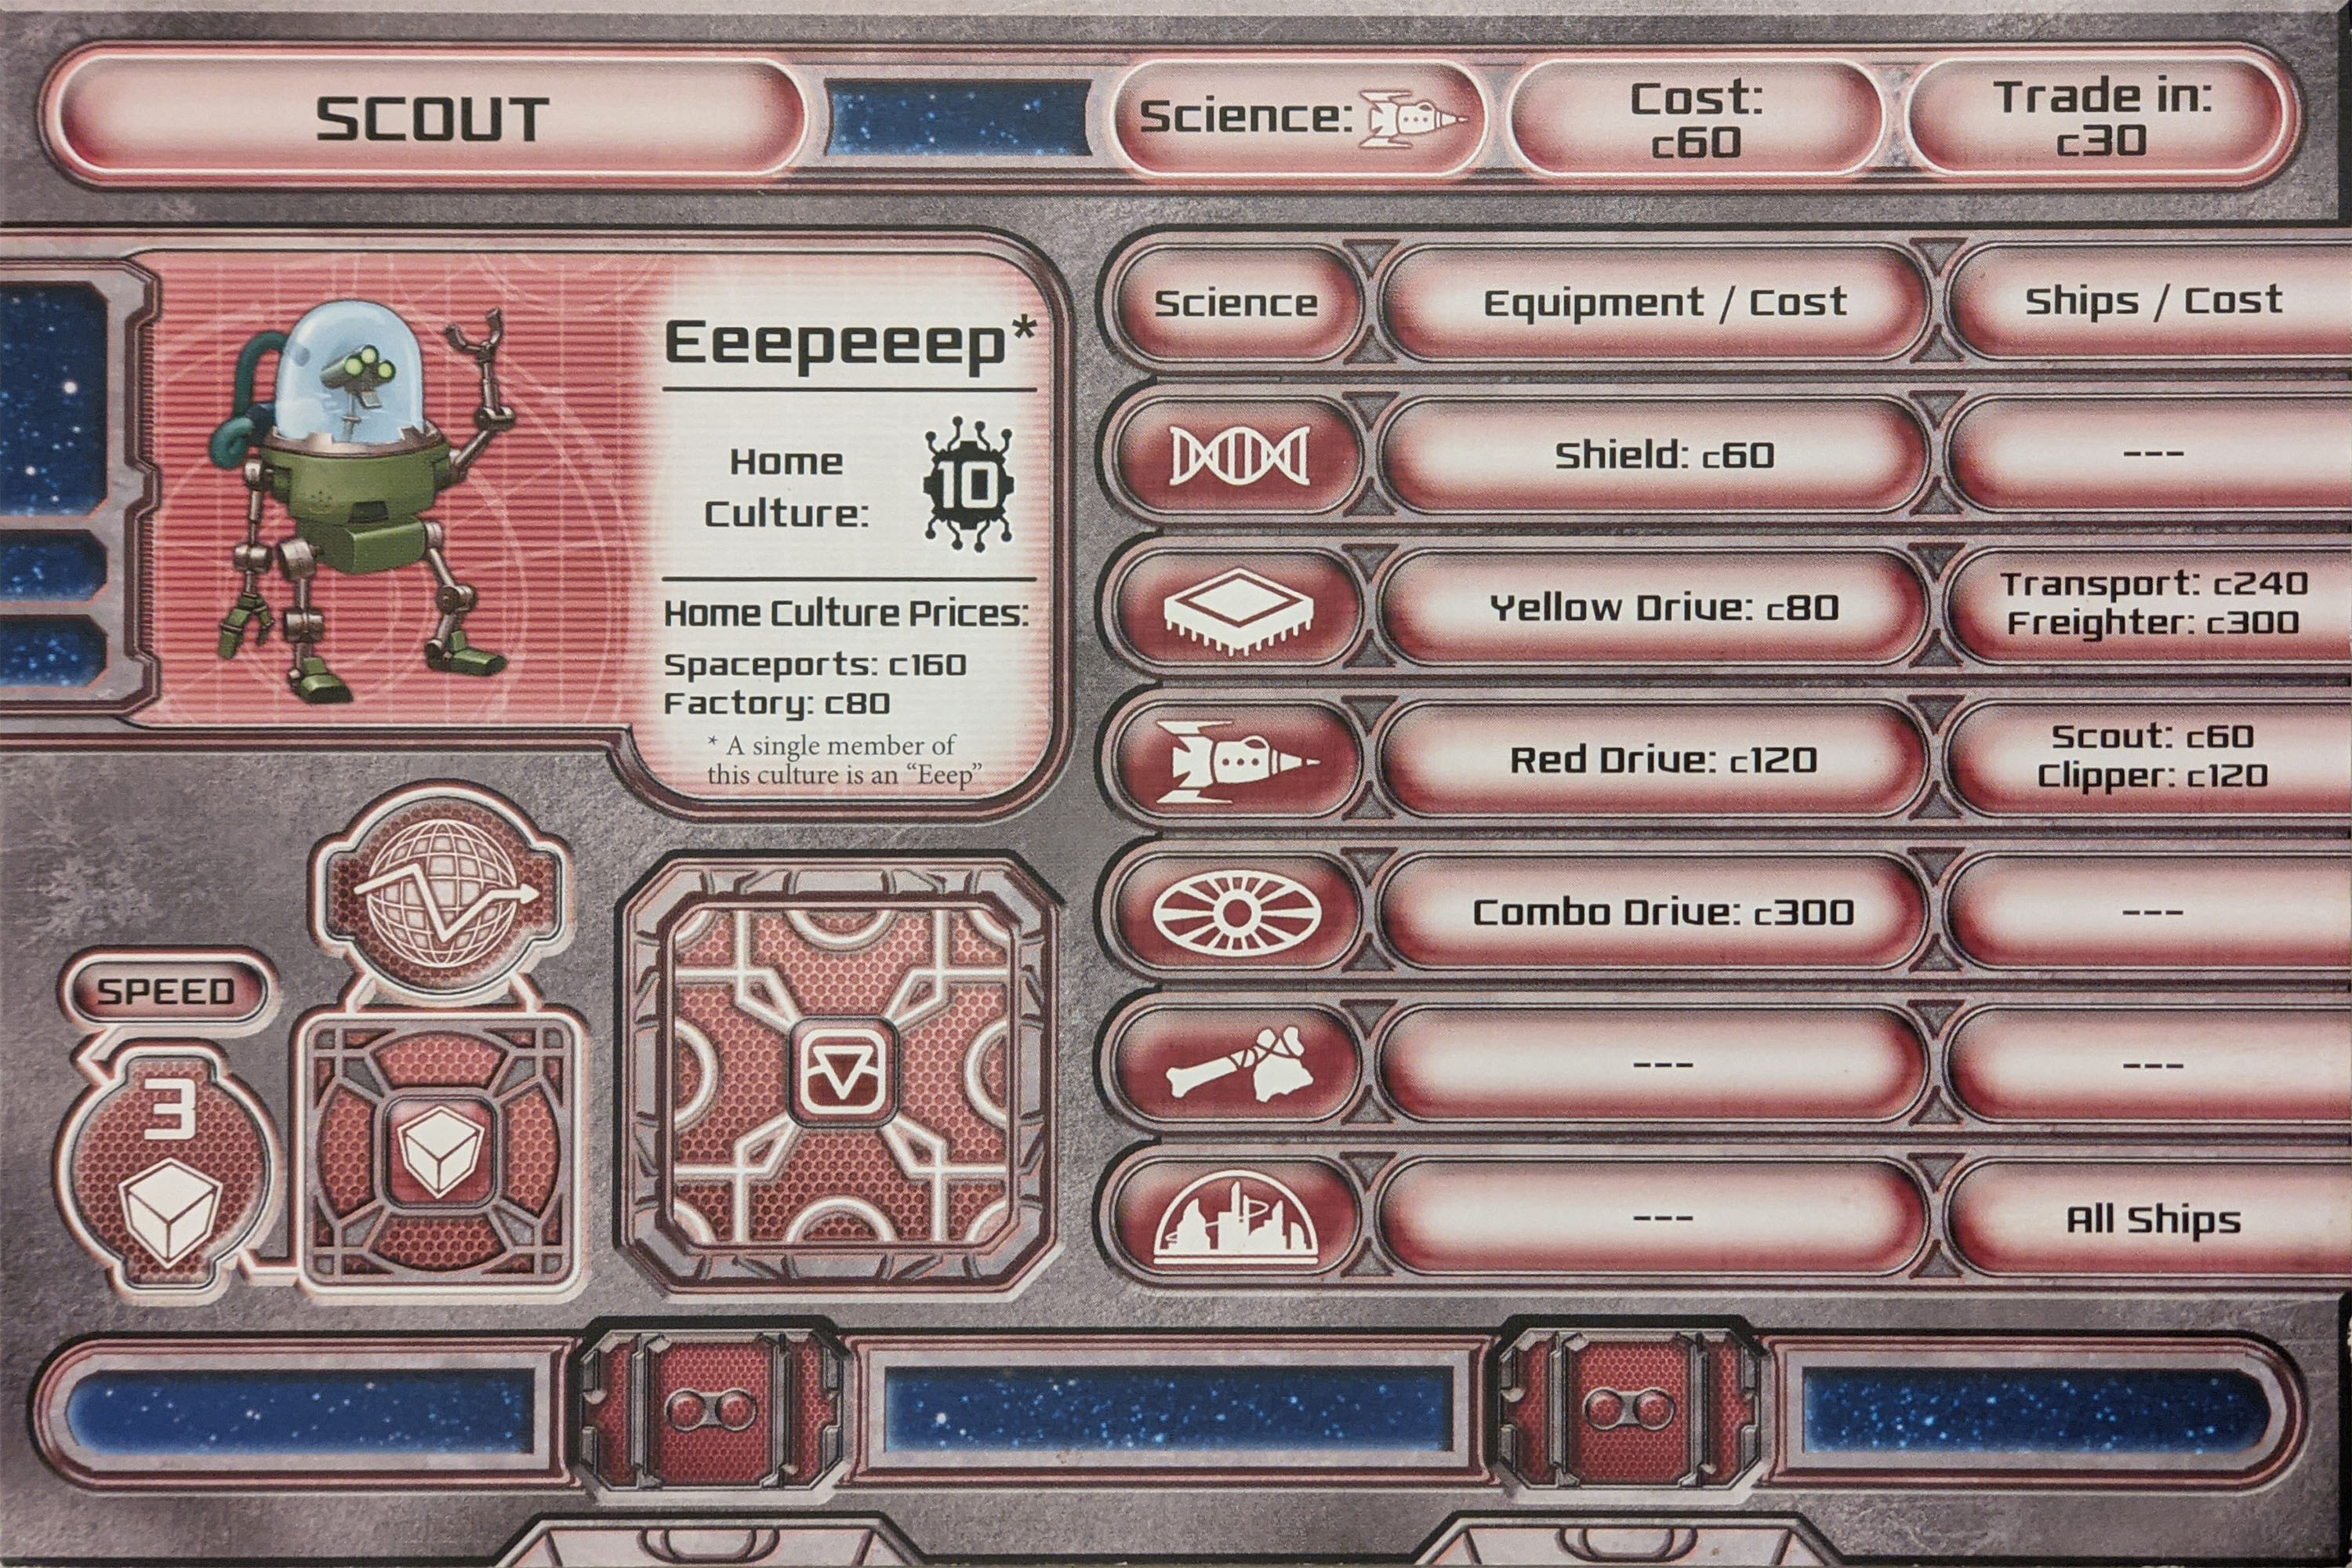 SCOUT
Science:
Cost:
c60
Trade in:
c30
Eeepeeep*
Home
Culture:
10
Home Culture Prices:
Spaceports: c160
Factory: c80
* A single member of
this culture is an “Eeep”
SPEED
3
Science
Equipment / Cost
Ships / Cost
Shield: c60
---
Yellow Drive: c80
Transport: c240
Freighter: c300
Red Drive: c120
Scout: c60
Clipper: c120
Combo Drive: c300
---
---
---
---
All Ships